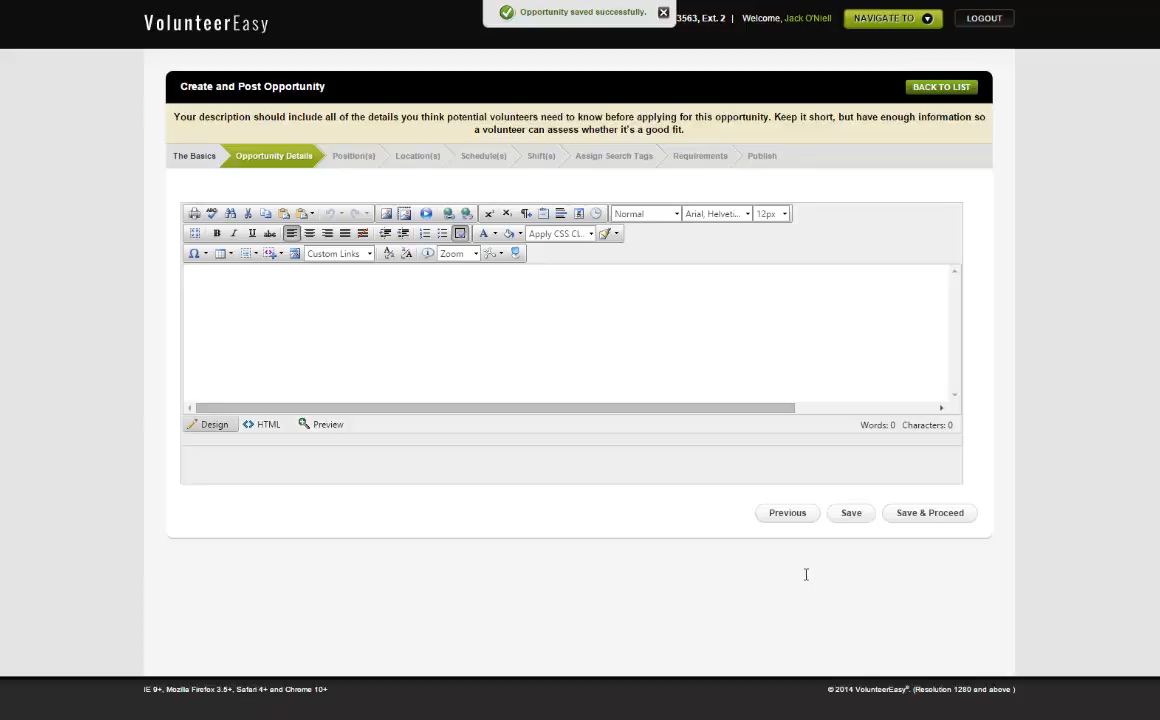 VolunteerEasy
Opportunity saved successfully.
3563, Ext. 2 | Welcome, Jack O'Niell
NAVIGATE TO
LOGOUT
Create and Post Opportunity
BACK TO LIST
Your description should include all of the details you think potential volunteers need to know before applying for this opportunity. Keep it short, but have enough information so
a volunteer can assess whether it's a good fit.
The Basics
Opportunity Details
Position(s)
Location(s)
Schedule(s)
Shift(s)
Assign Search Tags
Requirements
Publish
Normal
Arial, Helveti...
12px
B I U abc
A
Apply CSS Cl...
Ω
Custom Links
Zoom
Design
HTML
Preview
Words: 0 Characters: 0
Previous
Save
Save & Proceed
IE 9+, Mozilla Firefox 3.5+, Safari 4+ and Chrome 10+
© 2014 VolunteerEasy®. (Resolution 1280 and above )